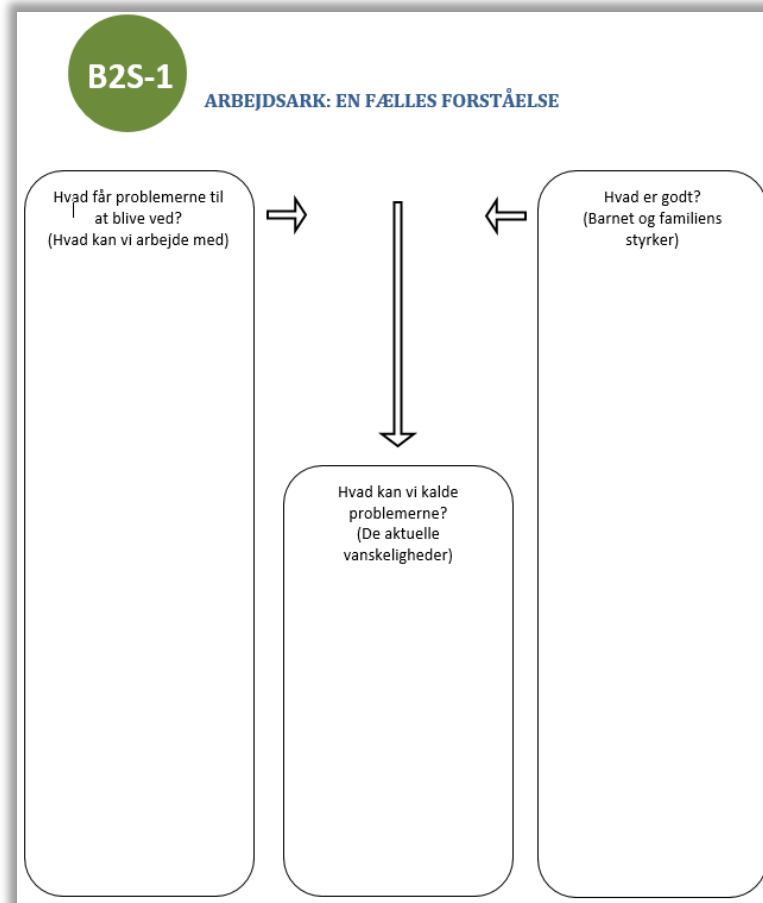 B2S-1
ARBEJDSARK: EN FÆLLES FORSTÅELSE
Hvad får problemerne til
at blive ved?
(Hvad kan vi arbejde med)
Hvad er godt?
(Barnet og familiens
styrker)
Hvad kan vi kalde
problemerne?
(De aktuelle
vanskeligheder)